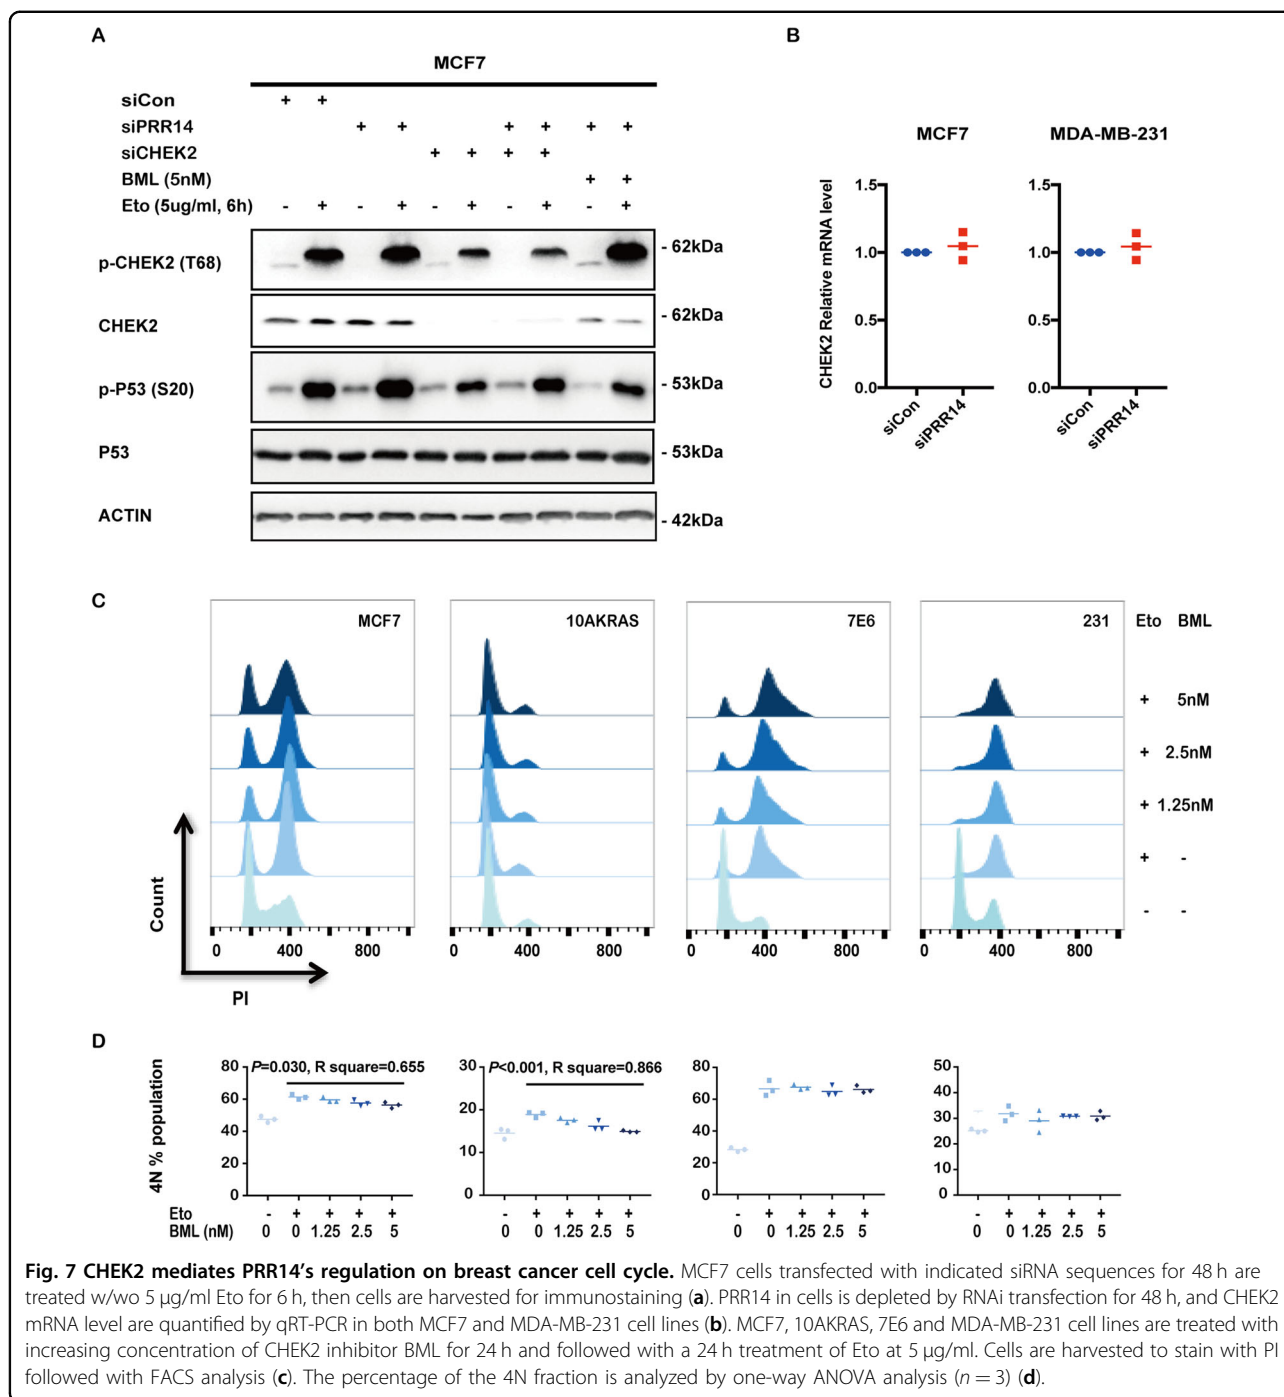 A
MCF7
siCon + +
siPRR14 + + + + + +
siCHEK2 + + + +
BML (5nM) + +
Eto (5ug/ml, 6h) - + - + - + - + - +
p-CHEK2 (T68) - 62kDa
CHEK2 - 62kDa
p-P53 (S20) - 53kDa
P53 - 53kDa
ACTIN - 42kDa
B
MCF7 MDA-MB-231
CHEK2 Relative mRNA level
1.5 1.5
1.0 1.0
0.5 0.5
0.0 0.0
siCon siPRR14 siCon siPRR14
C
MCF7 10AKRAS 7E6 231 Eto BML
+ 5nM
+ 2.5nM
+ 1.25nM
+ -
- -
Count
0 400 800 0 400 800 0 400 800 0 400 800
PI
D
4N % population
P=0.030, R square=0.655 P<0.001, R square=0.866
80 30 80 50
60 20 60 40
40 10 40 30
20 0 20 20
0 0 10
0
Eto - + + + + - + + + + - + + + + - + + + +
BML (nM) 0 0 1.25 2.5 5 0 0 1.25 2.5 5 0 0 1.25 2.5 5 0 0 1.25 2.5 5
Fig. 7 CHEK2 mediates PRR14's regulation on breast cancer cell cycle. MCF7 cells transfected with indicated siRNA sequences for 48 h are
treated w/wo 5 µg/ml Eto for 6 h, then cells are harvested for immunostaining (a). PRR14 in cells is depleted by RNAi transfection for 48 h, and CHEK2
mRNA level are quantified by qRT-PCR in both MCF7 and MDA-MB-231 cell lines (b). MCF7, 10AKRAS, 7E6 and MDA-MB-231 cell lines are treated with
increasing concentration of CHEK2 inhibitor BML for 24 h and followed with a 24 h treatment of Eto at 5 µg/ml. Cells are harvested to stain with PI
followed with FACS analysis (c). The percentage of the 4N fraction is analyzed by one-way ANOVA analysis (n = 3) (d).